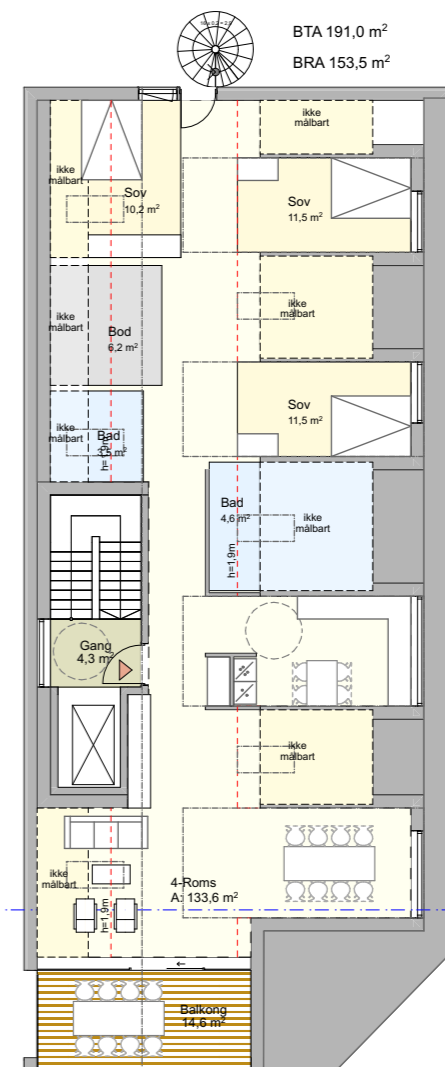 BTA 191,0 m²
BRA 153,5 m²
ikke
målbart
ikke
målbart
Sov
10,2 m²
Sov
11,5 m²
ikke
målbart
ikke
målbart
Bod
6,2 m²
Sov
11,5 m²
ikke
målbart
Bad
3,5 m²
h=1,9m
Bad
4,6 m²
ikke
målbart
h=1,9m
Gang
4,3 m²
ikke
målbart
ikke
målbart
4-Roms
A: 133,6 m²
h=1,9m
Balkong
14,6 m²